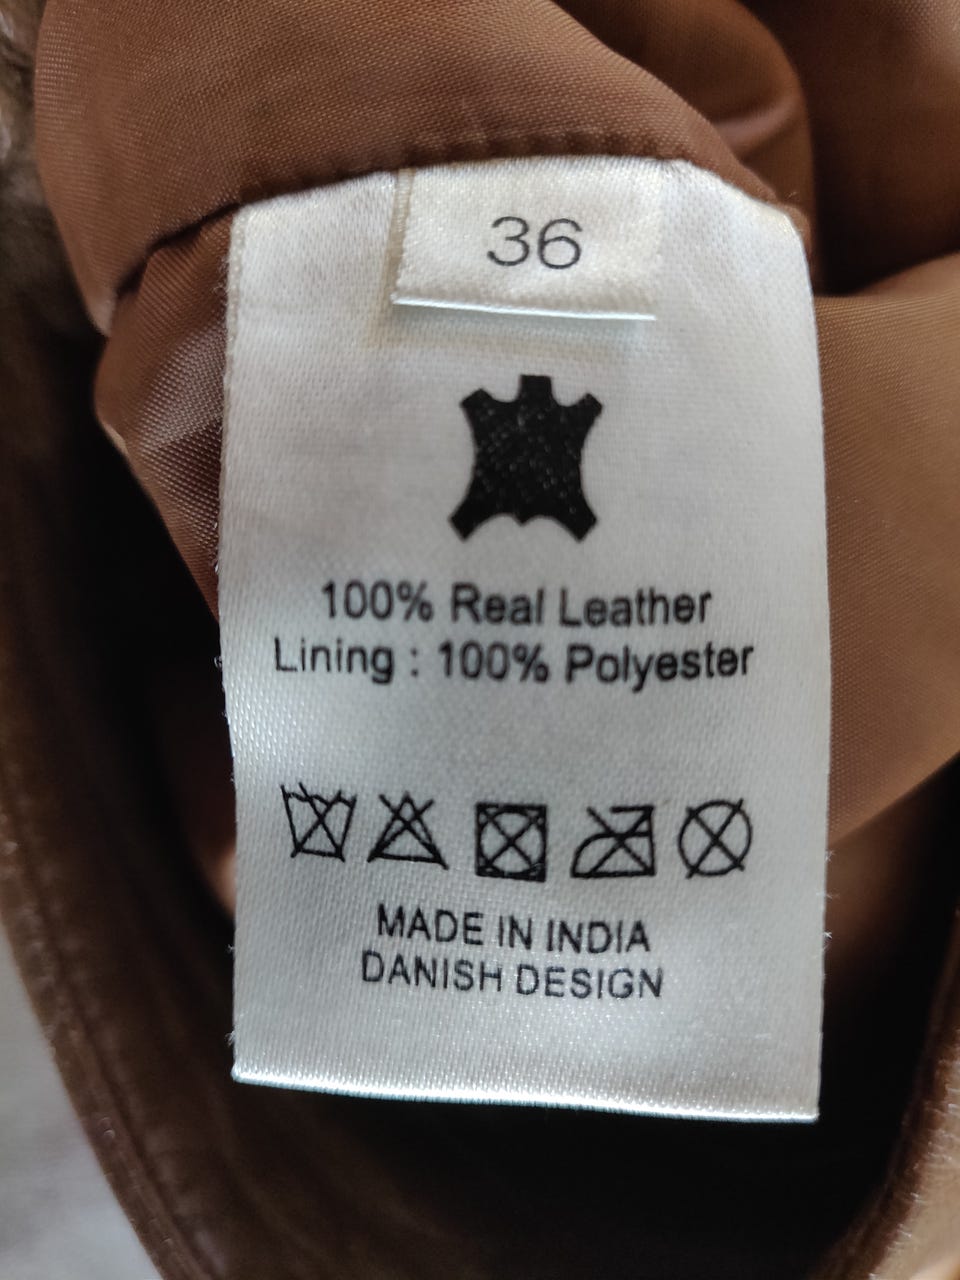 36
100% Real Leather
Lining : 100% Polyester
MADE IN INDIA
DANISH DESIGN